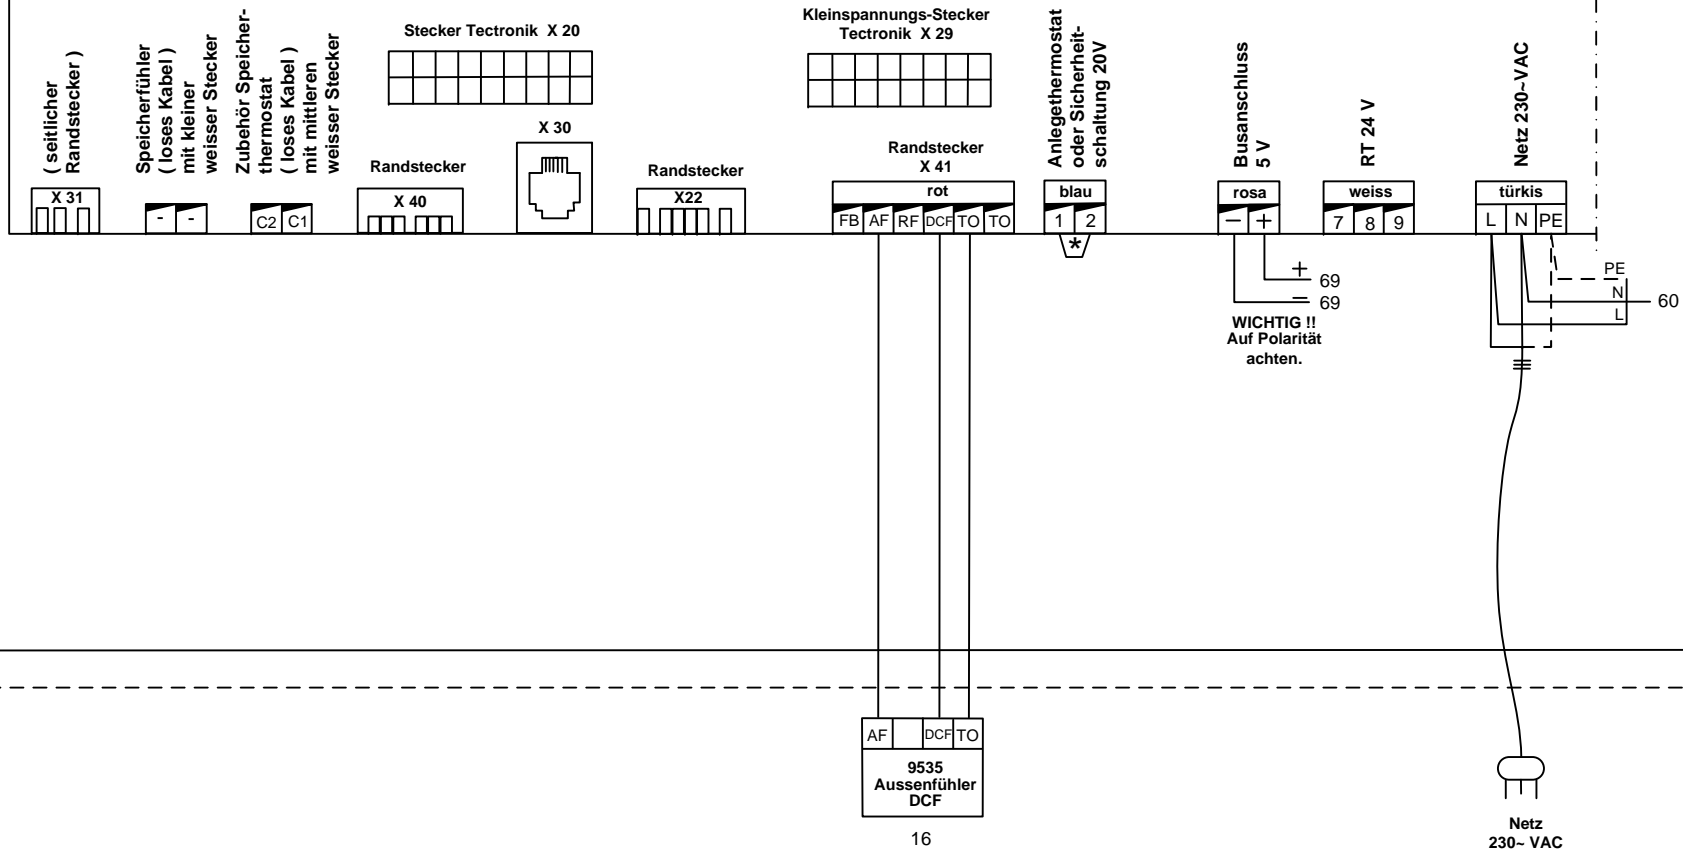 ( seitlicher
Randstecker )
X 31
Speicherfühler
( loses Kabel )
mit kleiner
weisser Stecker
- -
Zubehör Speicher-
thermostat
( loses Kabel )
mit mittleren
weisser Stecker
C2 C1
Stecker Tectronik X 20
Randstecker
X 40
X 30
Randstecker
X22
Kleinspannungs-Stecker
Tectronik X 29
Randstecker
X 41
rot
FB AF RF DCF TO TO
Anlegethermostat
oder Sicherheit-
schaltung 20V
blau
1 2
*
Busanschluss
5 V
rosa
− +
+ 69
− 69
WICHTIG !!
Auf Polarität
achten.
RT 24 V
weiss
7 8 9
Netz 230~VAC
türkis
L N PE
PE
N
L
60
AF DCF TO
9535
Aussenfühler
DCF
16
Netz
230~ VAC